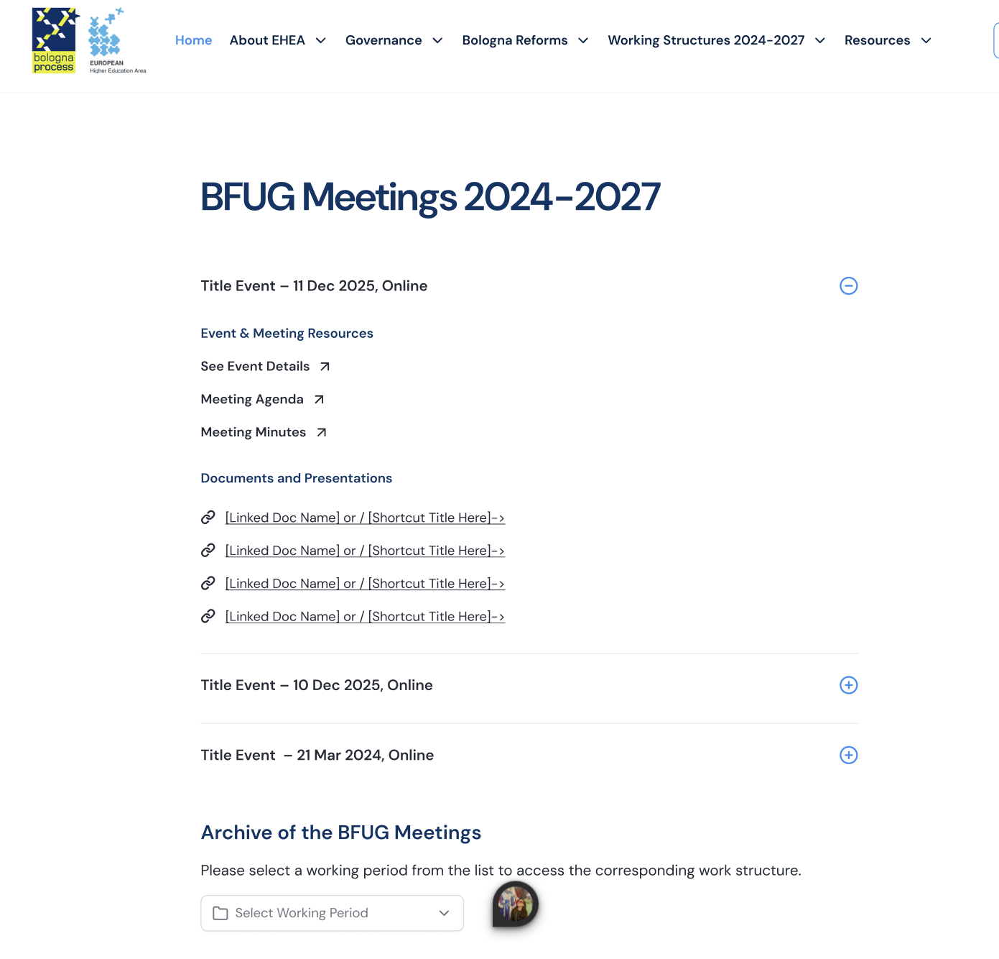 bologna
process
EUROPEAN
Higher Education Area
Home About EHEA Governance Bologna Reforms Working Structures 2024-2027 Resources
BFUG Meetings 2024-2027
Title Event – 11 Dec 2025, Online
Event & Meeting Resources
See Event Details
Meeting Agenda
Meeting Minutes
Documents and Presentations
[Linked Doc Name] or / [Shortcut Title Here]->
[Linked Doc Name] or / [Shortcut Title Here]->
[Linked Doc Name] or / [Shortcut Title Here]->
[Linked Doc Name] or / [Shortcut Title Here]->
Title Event – 10 Dec 2025, Online
Title Event – 21 Mar 2024, Online
Archive of the BFUG Meetings
Please select a working period from the list to access the corresponding work structure.
Select Working Period